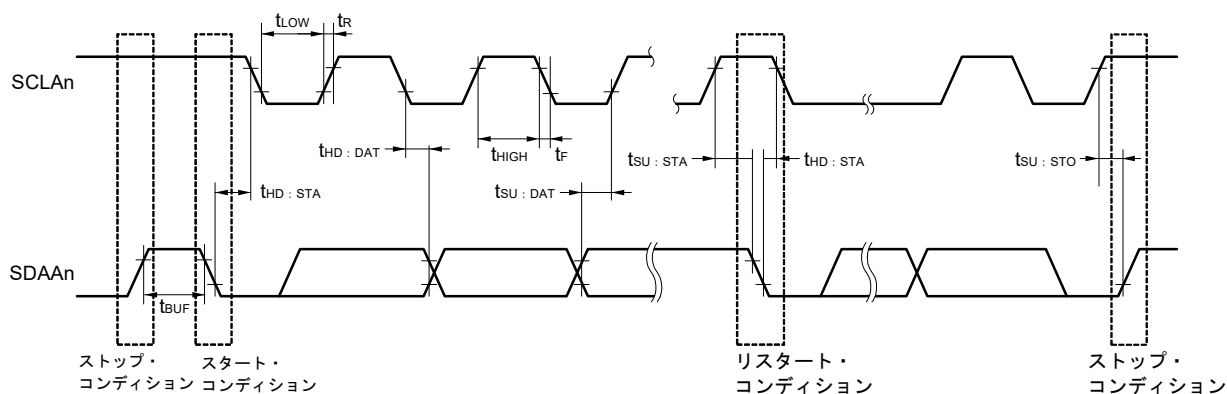 tLOW
tR
SCLAn
tHD : DAT
tHIGH
tF
tSU : STA
tHD : STA
tSU : STO
tHD : STA
tSU : DAT
SDAAn
tBUF
ストップ・
コンディション
スタート・
コンディション
リスタート・
コンディション
ストップ・
コンディション